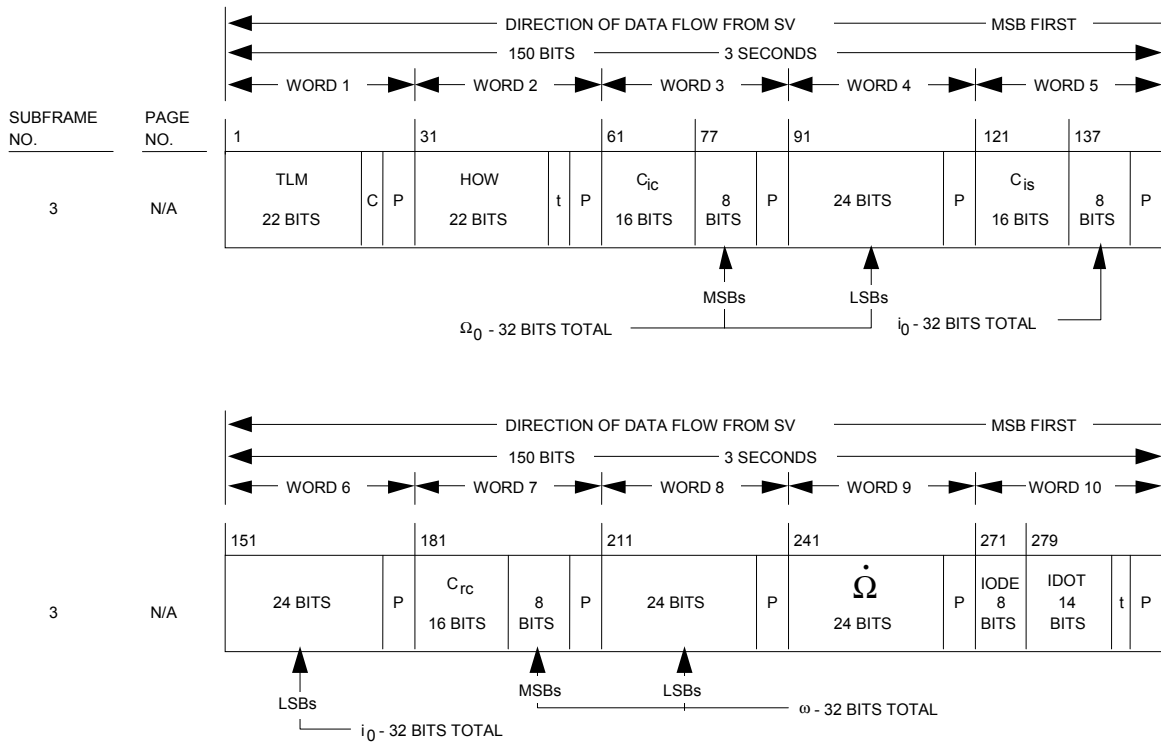 DIRECTION OF DATA FLOW FROM SV MSB FIRST
150 BITS 3 SECONDS
WORD 1 WORD 2 WORD 3 WORD 4 WORD 5
SUBFRAME NO. PAGE NO.
1 31 61 77 91 121 137
3 N/A
TLM 22 BITS C P HOW 22 BITS t P Cic 16 BITS 8 BITS P 24 BITS P Cis 16 BITS 8 BITS P
MSBs LSBs
Ω0 - 32 BITS TOTAL i0 - 32 BITS TOTAL
DIRECTION OF DATA FLOW FROM SV MSB FIRST
150 BITS 3 SECONDS
WORD 6 WORD 7 WORD 8 WORD 9 WORD 10
151 181 211 241 271 279
3 N/A
24 BITS P Crc 16 BITS 8 BITS P 24 BITS P Ω̇ 24 BITS P IODE 8 BITS IDOT 14 BITS t P
LSBs MSBs LSBs
i0 - 32 BITS TOTAL ω - 32 BITS TOTAL